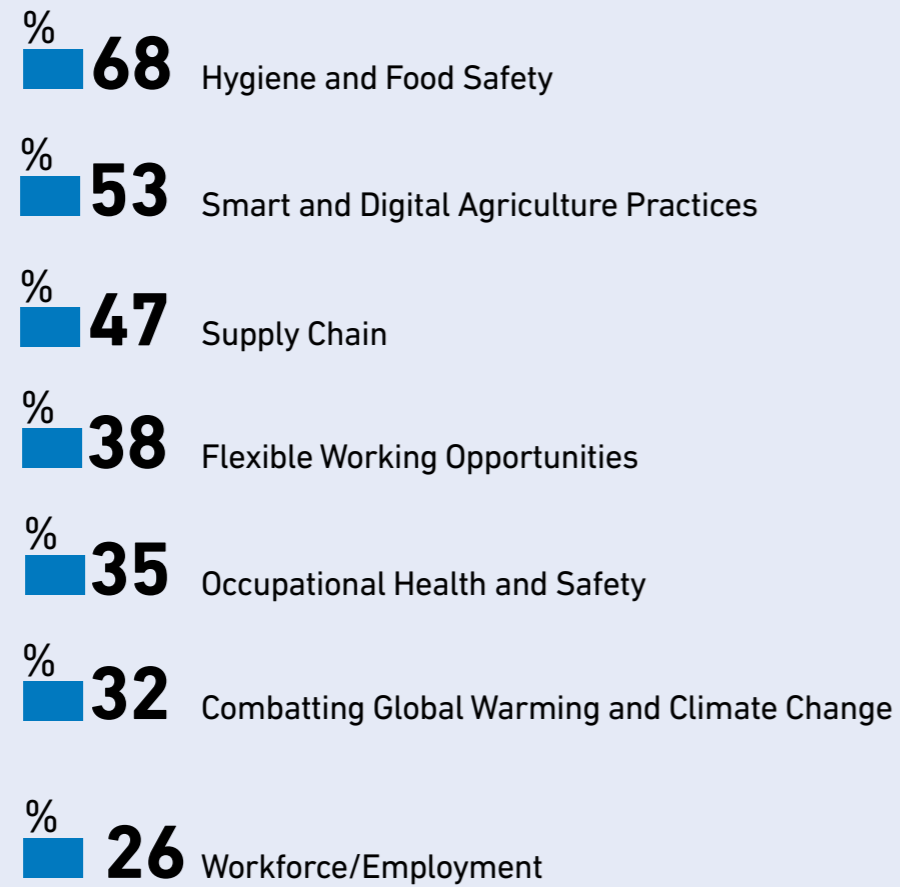 %
68 Hygiene and Food Safety
%
53 Smart and Digital Agriculture Practices
%
47 Supply Chain
%
38 Flexible Working Opportunities
%
35 Occupational Health and Safety
%
32 Combatting Global Warming and Climate Change
%
26 Workforce/Employment